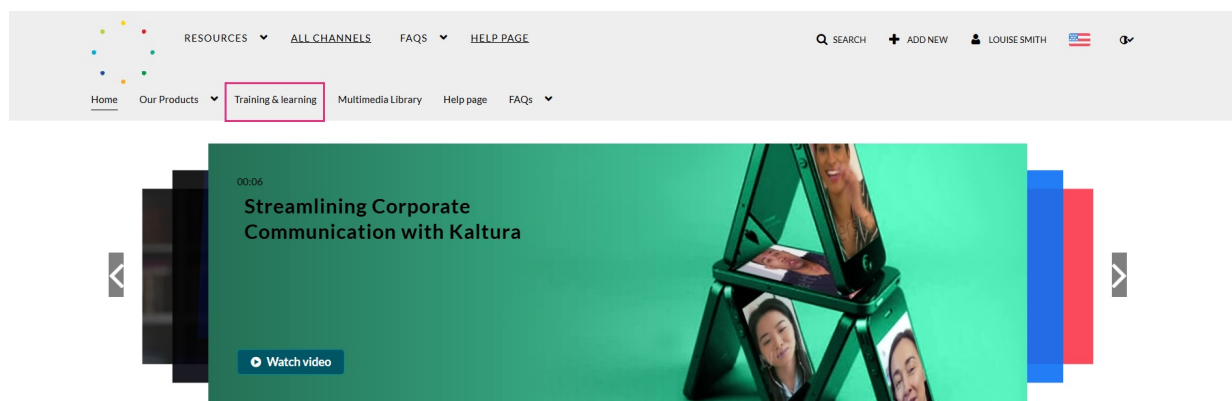 RESOURCES ALL CHANNELS FAQS HELP PAGE SEARCH ADD NEW LOUISE SMITH
Home Our Products Training & learning Multimedia Library Help page FAQs
00:06
Streamlining Corporate
Communication with Kaltura
Watch video